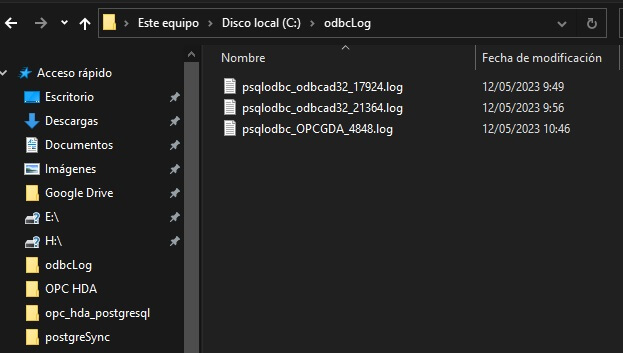 Este equipo > Disco local (C:) > odbcLog
Nombre
Fecha de modificación
Acceso rápido
Escritorio
Descargas
Documentos
Imágenes
Google Drive
E:\
H:\
odbcLog
OPC HDA
opc_hda_postgresql
postgreSync
psqlodbc_odbcad32_17924.log 12/05/2023 9:49
psqlodbc_odbcad32_21364.log 12/05/2023 9:56
psqlodbc_OPCGDA_4848.log 12/05/2023 10:46